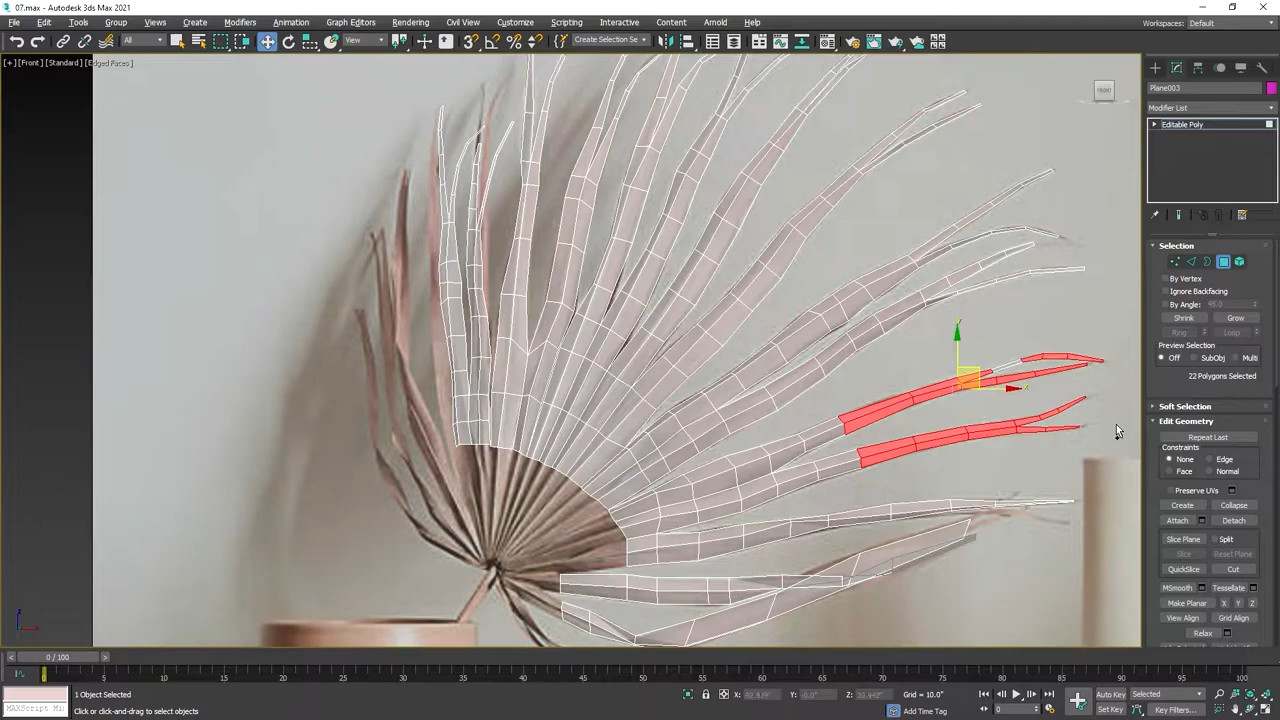 07.max - Autodesk 3ds Max 2021
File Edit Tools Group Views Create Modifiers Animation Graph Editors Rendering Civil View Customize Scripting Interactive Content Arnold Help
Workspaces: Default
All
View
Create Selection Se
[+] [Front] [Standard] [Edged Faces]
FRONT
Plane003
Modifier List
Editable Poly
Selection
By Vertex
Ignore Backfacing
By Angle: 45.0
Shrink Grow
Ring Loop
Preview Selection
Off SubObj Multi
22 Polygons Selected
Soft Selection
Edit Geometry
Repeat Last
Constraints
None Edge
Face Normal
Preserve UVs
Create Collapse
Attach Detach
Slice Plane Split
Slice Reset Plane
QuickSlice Cut
MSmooth Tessellate
Make Planar X Y Z
View Align Grid Align
Relax
0 / 100
0 5 10 15 20 25 30 35 40 45 50 55 60 65 70 75 80 85 90 95 100
1 Object Selected
X: Y: Z: Grid = 10.0"
Auto Key Selected
MAXScript Mi
Click or click-and-drag to select objects
Add Time Tag
0
Set Key Key Filters...